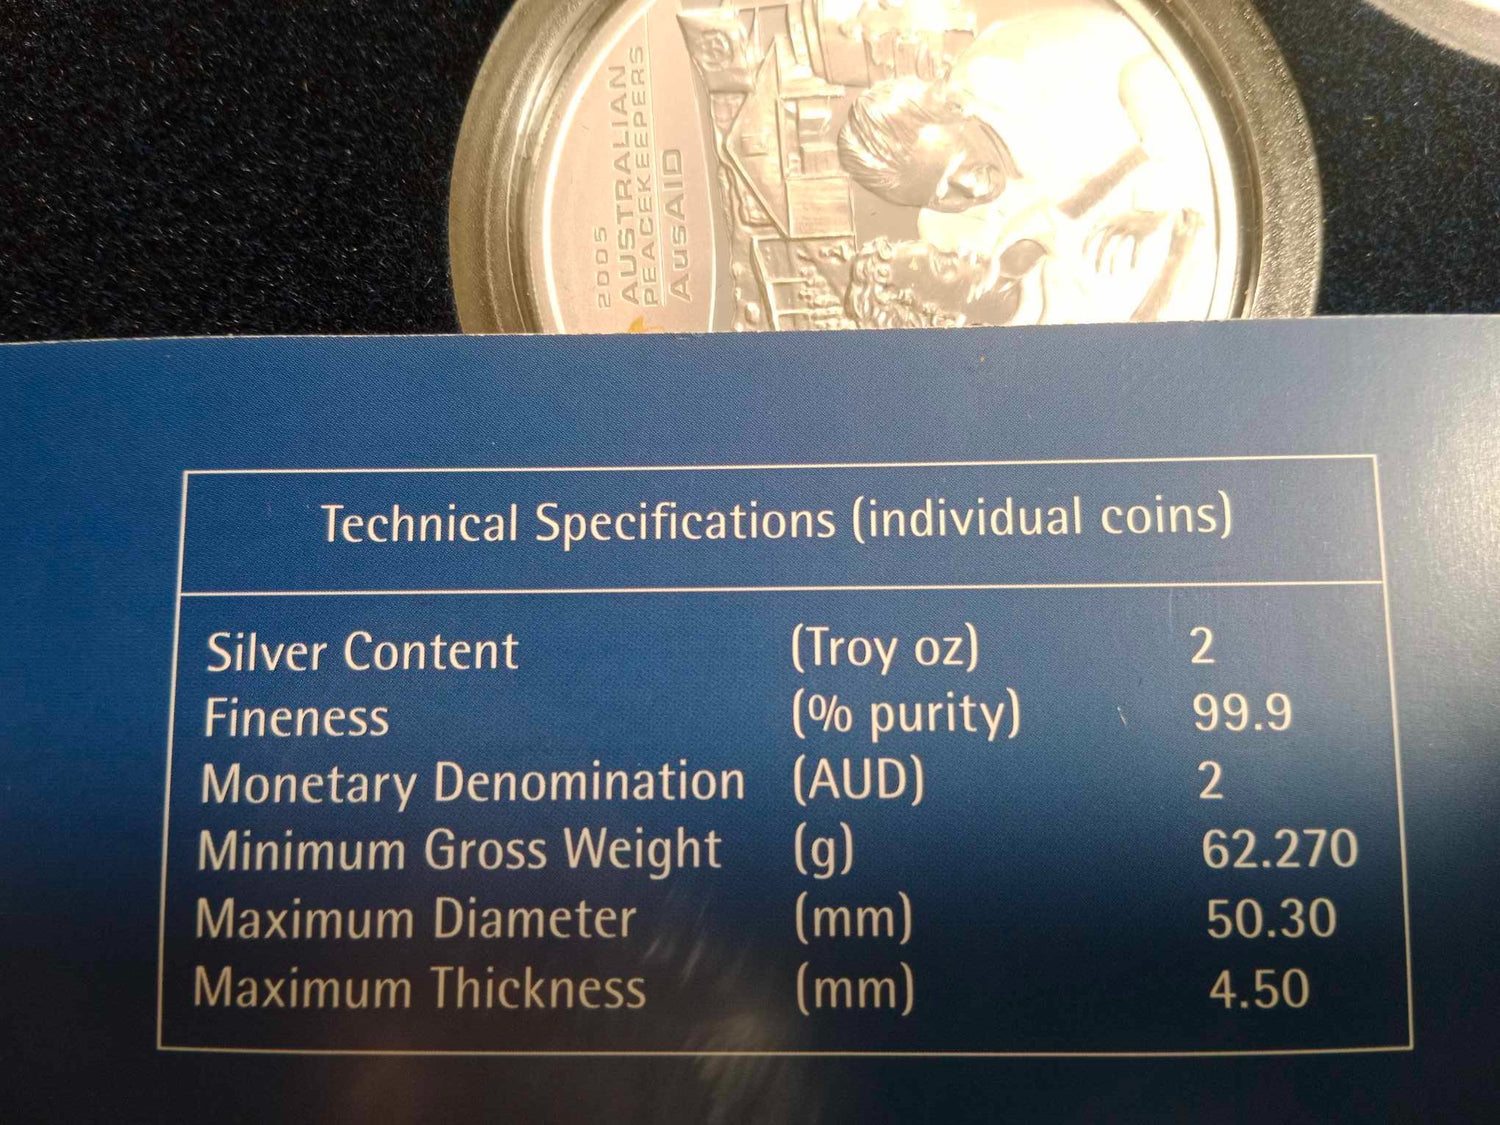 2005
AUSTRALIAN
PEACEKEEPERS
AusAID
Technical Specifications (individual coins)
Silver Content (Troy oz) 2
Fineness (% purity) 99.9
Monetary Denomination (AUD) 2
Minimum Gross Weight (g) 62.270
Maximum Diameter (mm) 50.30
Maximum Thickness (mm) 4.50